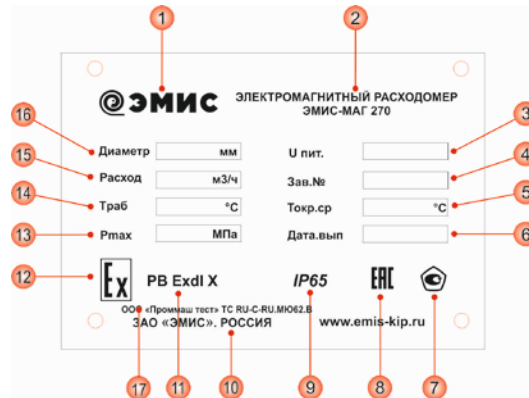 1
2
ЭМИС
ЭЛЕКТРОМАГНИТНЫЙ РАСХОДОМЕР
ЭМИС-МАГ 270
16
Диаметр
мм
U пит.
3
15
Расход
м3/ч
Зав.№
4
14
Траб
°C
Токр.ср
°C
5
13
Pmax
МПа
Дата.вып
6
12
Ex
PB ExdI X
IP65
EAC
ООО «Проммаш тест» ТС RU-C-RU.МЮ62.В
ЗАО «ЭМИС». РОССИЯ
www.emis-kip.ru
17
11
10
9
8
7